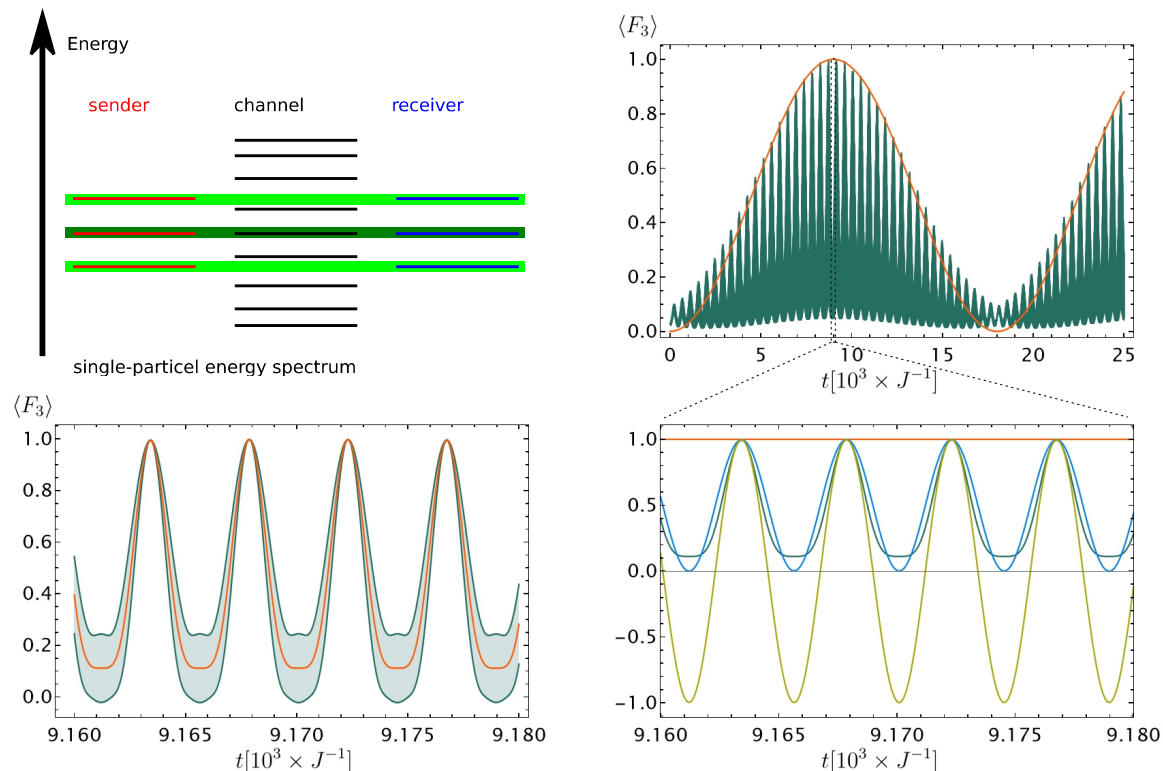 Energy
sender channel receiver
single-particel energy spectrum
⟨F₃⟩
1.0
0.8
0.6
0.4
0.2
0.0
0 5 10 15 20 25
t[10³ × J⁻¹]
⟨F₃⟩
1.0
0.8
0.6
0.4
0.2
0.0
9.160 9.165 9.170 9.175 9.180
t[10³ × J⁻¹]
1.0
0.5
0.0
−0.5
−1.0
9.160 9.165 9.170 9.175 9.180
t[10³ × J⁻¹]